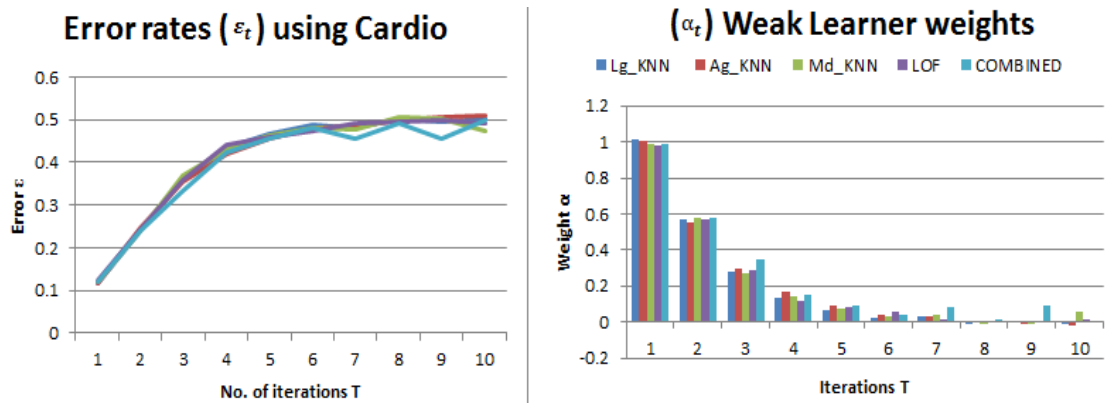 Error rates (εt) using Cardio
0.6
0.5
0.4
0.3
0.2
0.1
0
Error ε
1 2 3 4 5 6 7 8 9 10
No. of iterations T
(αt) Weak Learner weights
Lg_KNN Ag_KNN Md_KNN LOF COMBINED
1.2
1
0.8
0.6
0.4
0.2
0
-0.2
Weight α
1 2 3 4 5 6 7 8 9 10
Iterations T